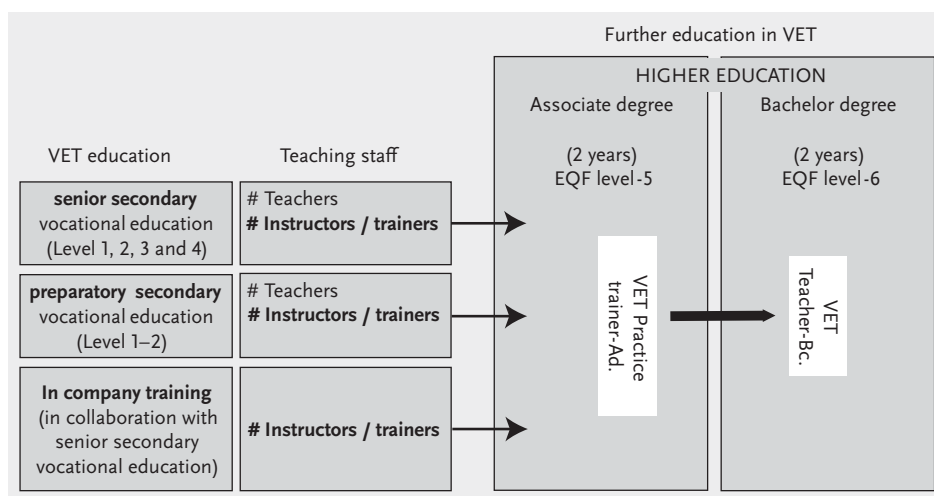 Further education in VET
HIGHER EDUCATION
Associate degree
(2 years)
EQF level-5
Bachelor degree
(2 years)
EQF level-6
VET education
Teaching staff
senior secondary
vocational education
(Level 1, 2, 3 and 4)
# Teachers
# Instructors / trainers
preparatory secondary
vocational education
(Level 1–2)
# Teachers
# Instructors / trainers
In company training
(in collaboration with
senior secondary
vocational education)
# Instructors / trainers
VET Practice
trainer-Ad.
VET
Teacher-Bc.